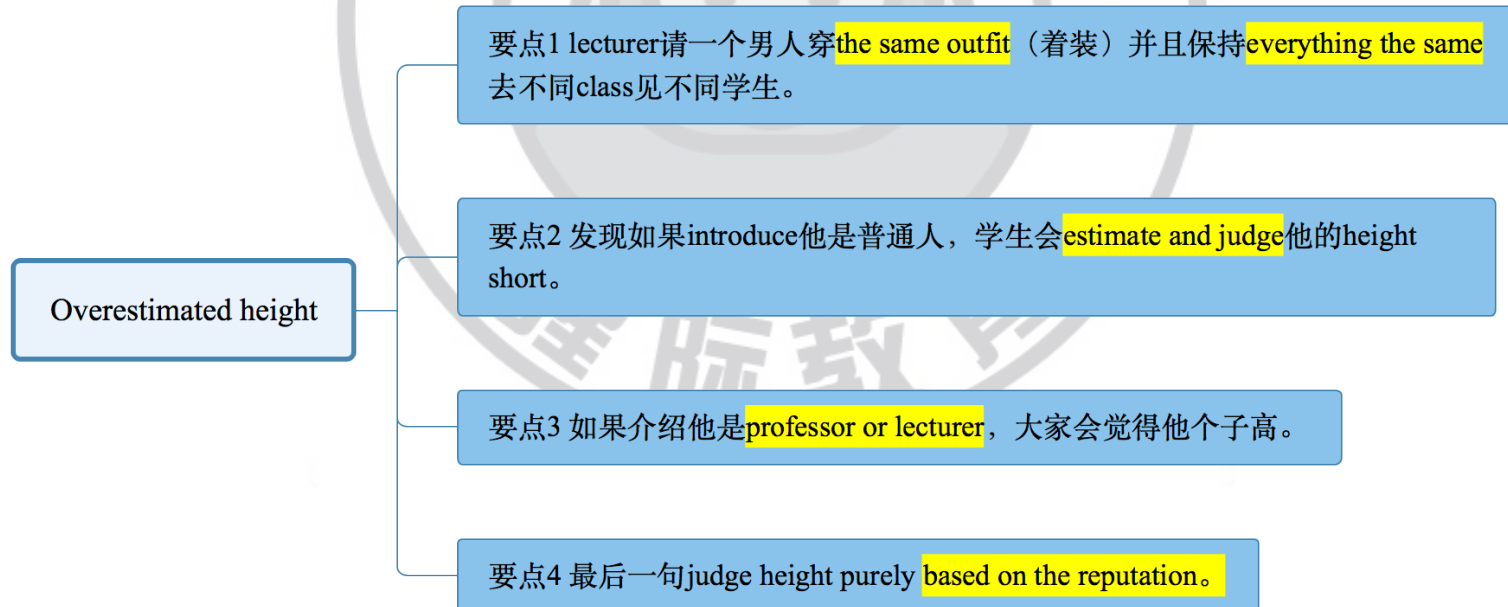 要点1 lecturer请一个男人穿the same outfit（着装）并且保持everything the same
去不同class见不同学生。
要点2 发现如果introduce他是普通人，学生会estimate and judge他的height
short。
Overestimated height
要点3 如果介绍他是professor or lecturer，大家会觉得他个子高。
要点4 最后一句judge height purely based on the reputation。